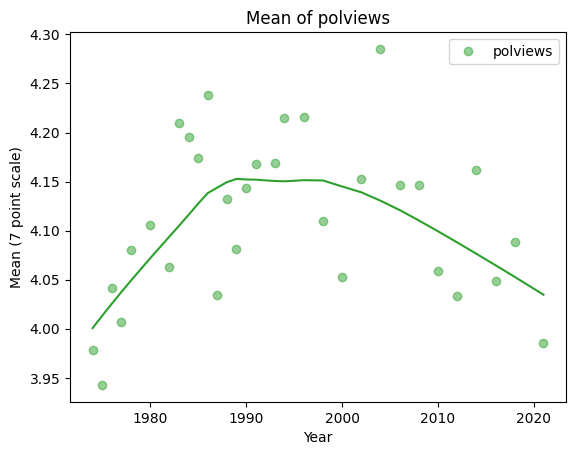 Mean of polviews
polviews
4.30
4.25
4.20
4.15
4.10
4.05
4.00
3.95
Mean (7 point scale)
1980 1990 2000 2010 2020
Year